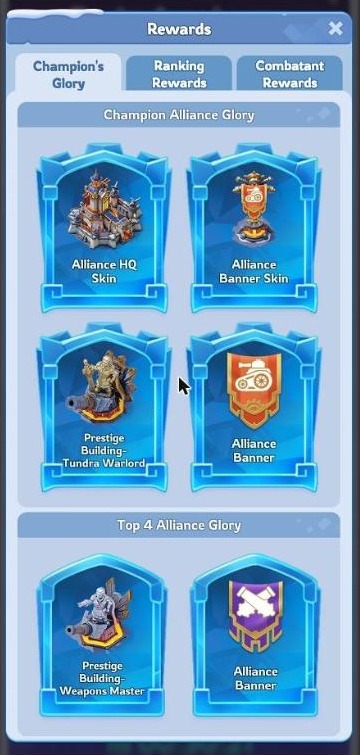 Rewards
Champion's
Glory
Ranking
Rewards
Combatant
Rewards
Champion Alliance Glory
Alliance HQ
Skin
Alliance
Banner Skin
Prestige
Building-
Tundra Warlord
Alliance
Banner
Top 4 Alliance Glory
Prestige
Building-
Weapons Master
Alliance
Banner